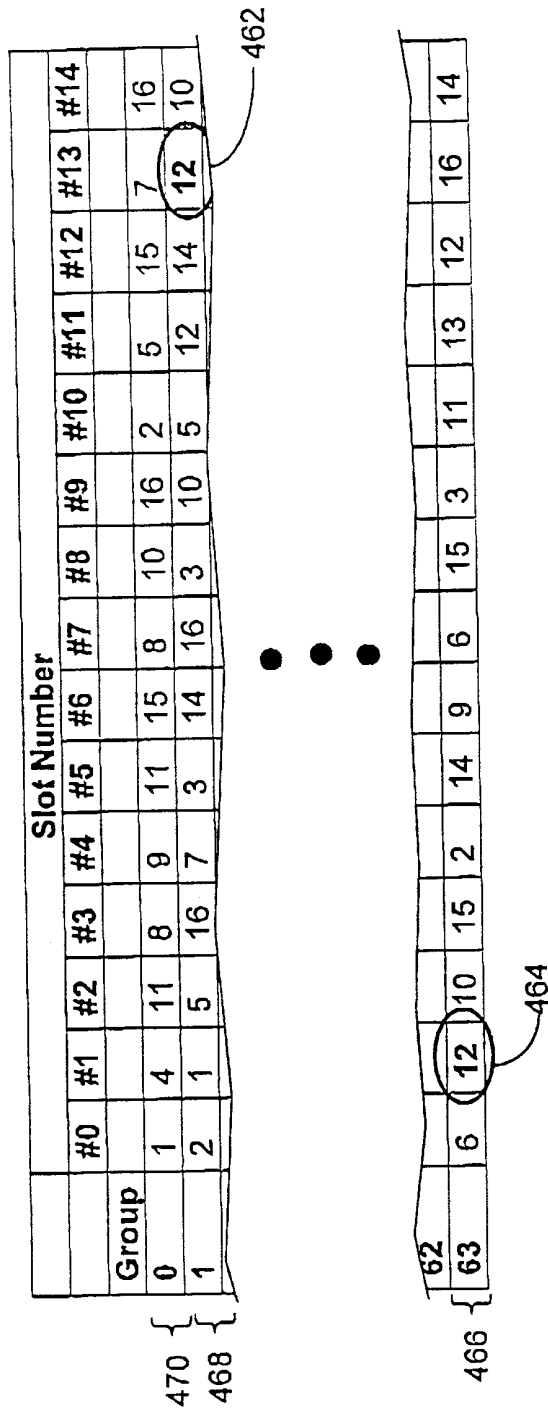 Slot Number
#0 #1 #2 #3 #4 #5 #6 #7 #8 #9 #10 #11 #12 #13 #14
Group
470 0 1 4 11 8 9 11 15 8 10 16 2 5 15 7 16
468 1 2 1 5 16 7 3 14 16 3 10 5 12 14 12 10
462
62
466 63 6 12 10 15 2 14 9 6 15 3 11 13 12 16 14
464